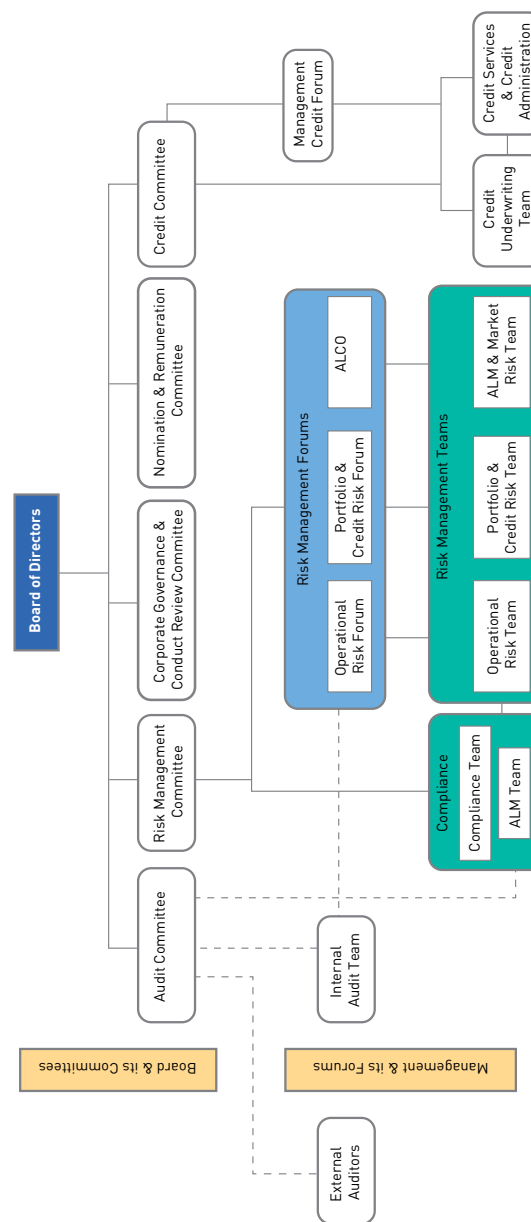 Board of Directors
Board & its Committees
Audit Committee
Risk Management
Committee
Corporate Governance &
Conduct Review Committee
Nomination & Remuneration
Committee
Credit Committee
Management & its Forums
External
Auditors
Internal
Audit Team
Risk Management Forums
Operational
Risk Forum
Portfolio &
Credit Risk Forum
ALCO
Management
Credit Forum
Compliance
Compliance Team
ALM Team
Risk Management Teams
Operational
Risk Team
Portfolio &
Credit Risk Team
ALM & Market
Risk Team
Credit
Underwriting
Team
Credit Services
& Credit
Administration